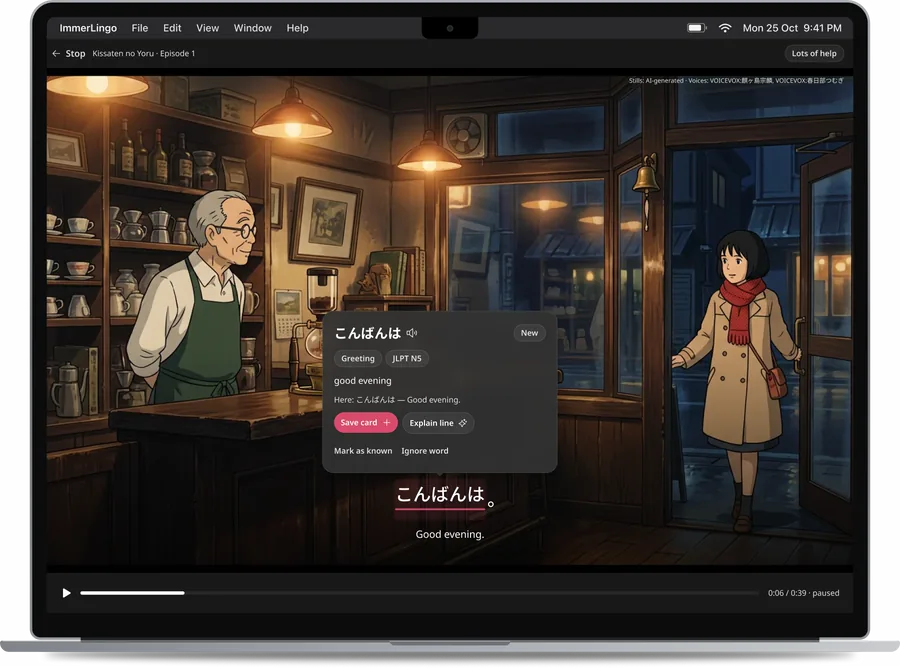 ImmerLingo File Edit View Window Help Mon 25 Oct 9:41 PM
← Stop Kissaten no Yoru · Episode 1 Lots of help
Stills: AI-generated · Voices: VOICEVOX:麒ヶ島宗麟, VOICEVOX:春日部つむぎ
こんばんは New
Greeting JLPT N5
good evening
Here: こんばんは — Good evening.
Save card + Explain line
Mark as known Ignore word
こんばんは。
Good evening.
0:06 / 0:39 · paused